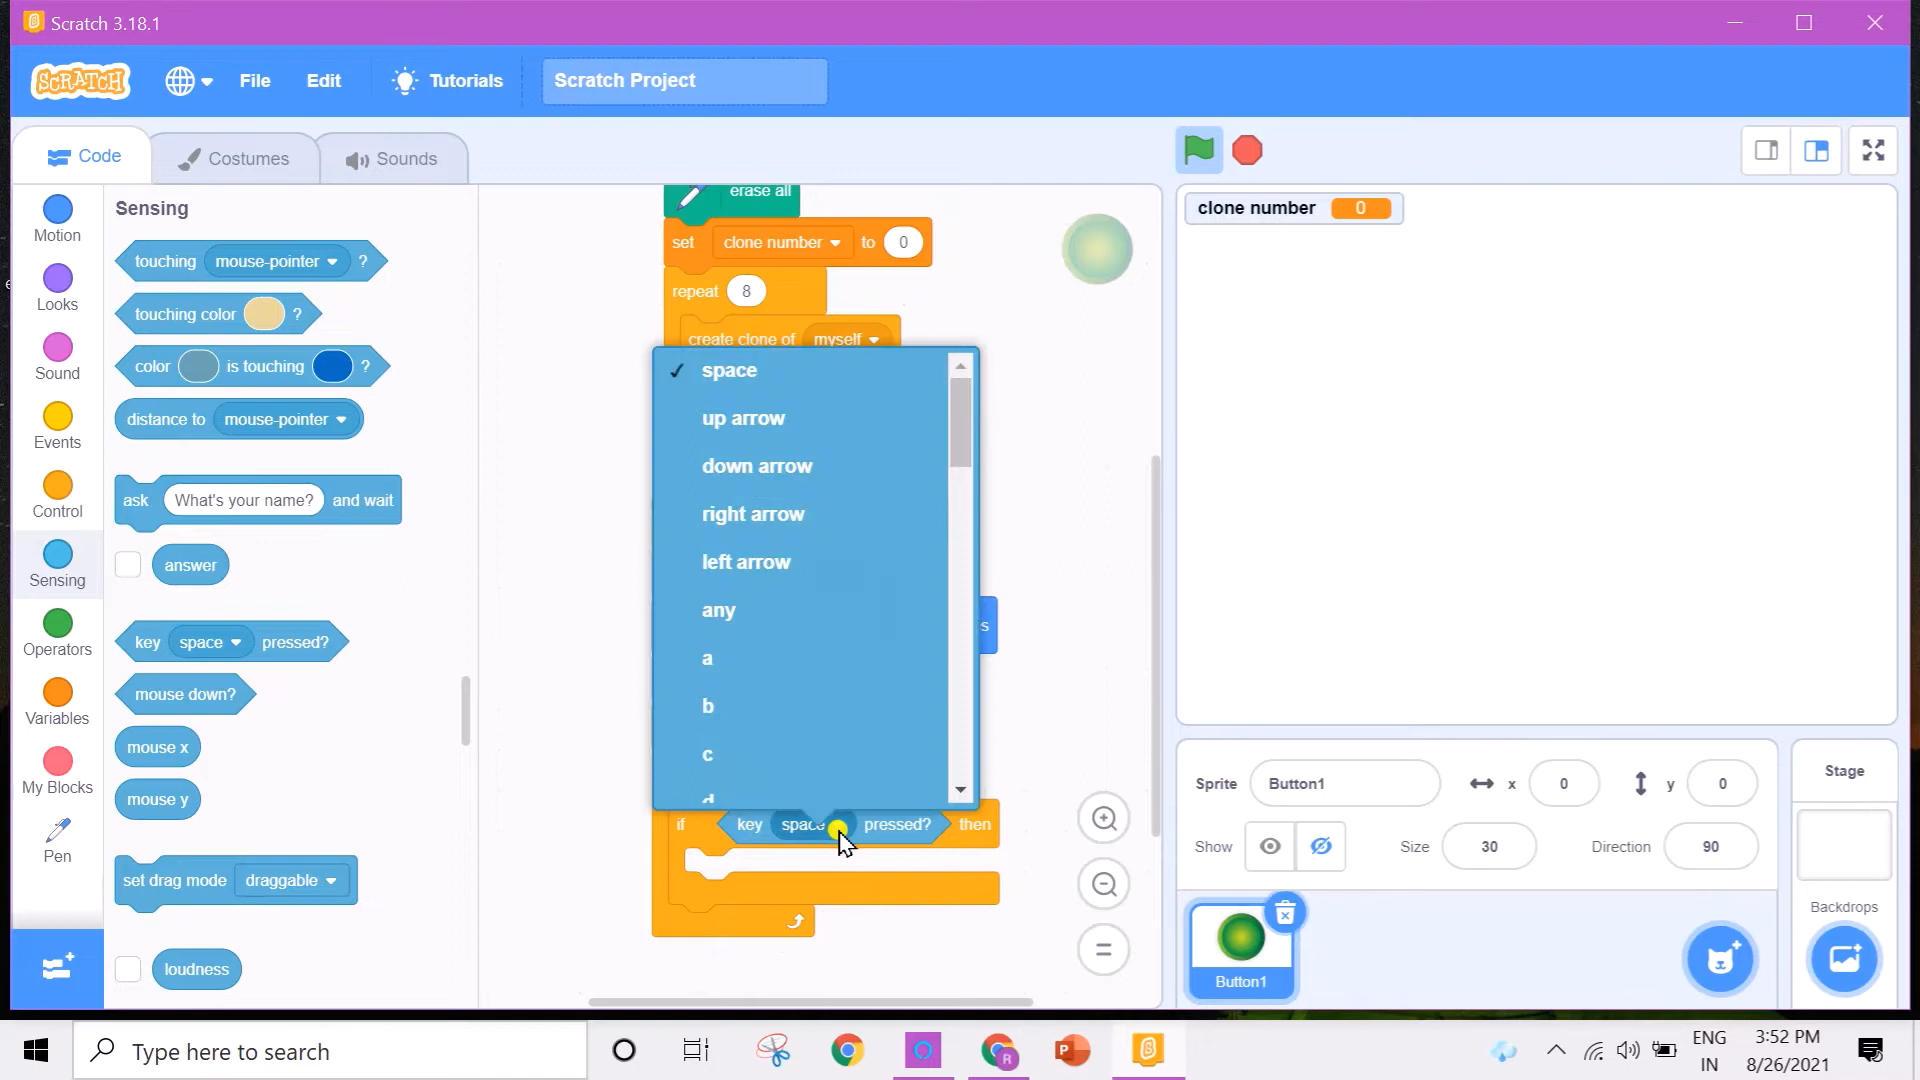 Scratch 3.18.1
SCRATCH
File
Edit
Tutorials
Scratch Project
Code
Costumes
Sounds
Motion
Looks
Sound
Events
Control
Sensing
Operators
Variables
My Blocks
Pen
Sensing
touching mouse-pointer ?
touching color ?
color is touching ?
distance to mouse-pointer
ask What's your name? and wait
answer
key space pressed?
mouse down?
mouse x
mouse y
set drag mode draggable
loudness
erase all
set clone number to 0
repeat 8
create clone of myself
✓ space
up arrow
down arrow
right arrow
left arrow
any
a
b
c
d
s
if key space pressed? then
clone number 0
Sprite Button1 x 0 y 0
Show Size 30 Direction 90
Button1
Stage
Backdrops
Type here to search
ENG
IN
3:52 PM
8/26/2021